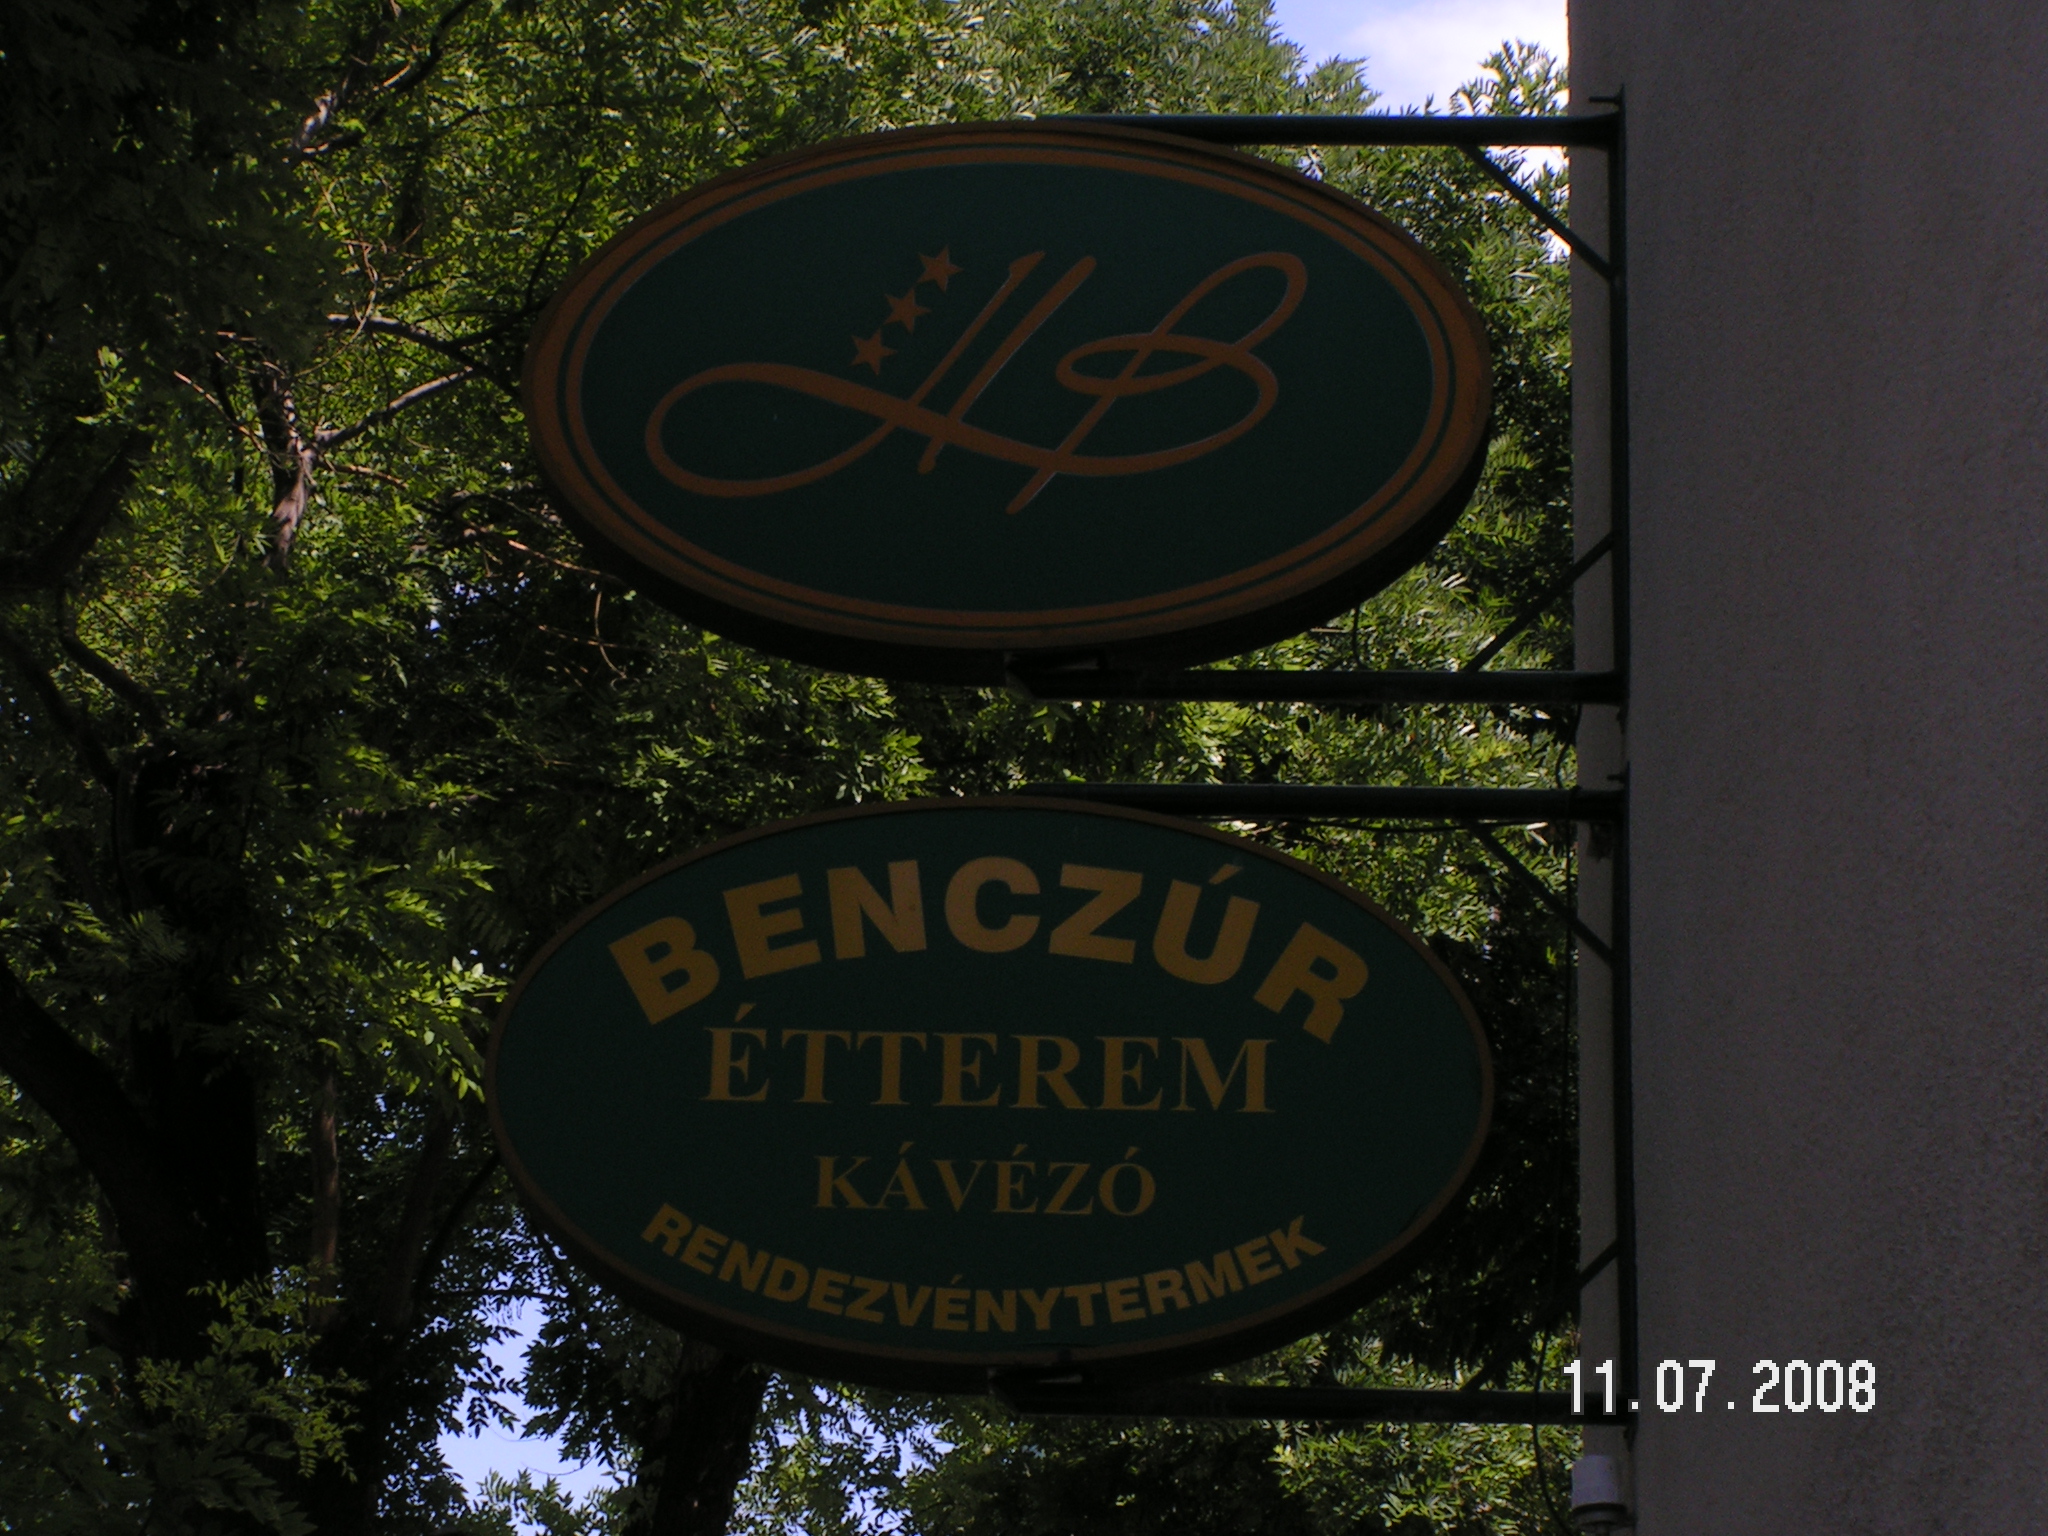 HB
BENCZÚR
ÉTTEREM
KÁVÉZÓ
RENDEZVÉNYTERMEK
11.07.2008